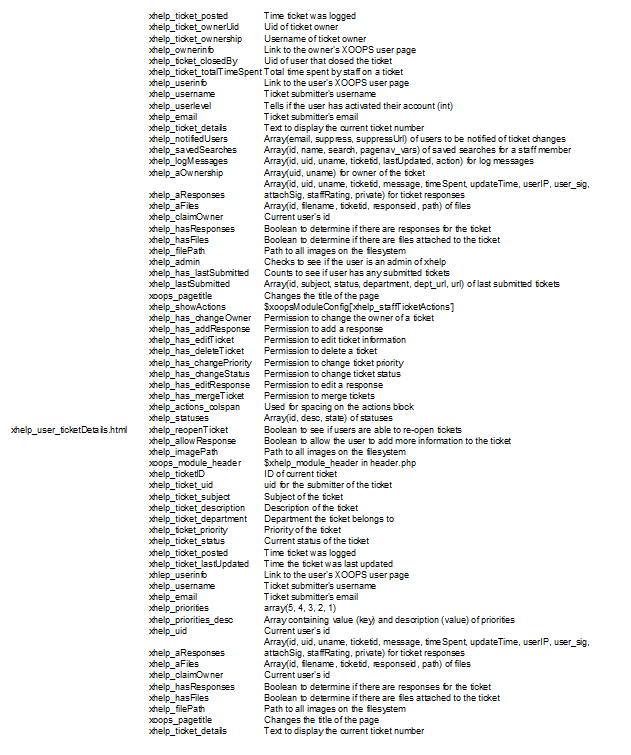 xhelp_ticket_posted Time ticket was logged
xhelp_ticket_ownerUid Uid of ticket owner
xhelp_ticket_ownership Username of ticket owner
xhelp_ownerinfo Link to the owner's XOOPS user page
xhelp_ticket_closedBy Uid of user that closed the ticket
xhelp_ticket_totalTimeSpent Total time spent by staff on a ticket
xhelp_userinfo Link to the user's XOOPS user page
xhelp_username Ticket submitter's username
xhelp_userlevel Tells if the user has activated their account (int)
xhelp_email Ticket submitter's email
xhelp_ticket_details Text to display the current ticket number
xhelp_notifiedUsers Array(email, suppress, suppressUrl) of users to be notified of ticket changes
xhelp_savedSearches Array(id, name, search, pagenav_vars) of saved searches for a staff member
xhelp_logMessages Array(id, uid, uname, ticketid, lastUpdated, action) for log messages
xhelp_aOwnership Array(uid, uname) for owner of the ticket
Array(id, uid, uname, ticketid, message, timeSpent, updateTime, userIP, user_sig,
xhelp_aResponses attachSig, staffRating, private) for ticket responses
xhelp_aFiles Array(id, filename, ticketid, responseid, path) of files
xhelp_claimOwner Current user's id
xhelp_hasResponses Boolean to determine if there are responses for the ticket
xhelp_hasFiles Boolean to determine if there are files attached to the ticket
xhelp_filePath Path to all images on the filesystem
xhelp_admin Checks to see if the user is an admin of xhelp
xhelp_has_lastSubmitted Counts to see if user has any submitted tickets
xhelp_lastSubmitted Array(id, subject, status, department, dept_url, url) of last submitted tickets
xoops_pagetitle Changes the title of the page
xhelp_showActions $xoopsModuleConfig['xhelp_staffTicketActions']
xhelp_has_changeOwner Permission to change the owner of a ticket
xhelp_has_addResponse Permission to add a response
xhelp_has_editTicket Permission to edit ticket information
xhelp_has_deleteTicket Permission to delete a ticket
xhelp_has_changePriority Permission to change ticket priority
xhelp_has_changeStatus Permission to change ticket status
xhelp_has_editResponse Permission to edit a response
xhelp_has_mergeTicket Permission to merge tickets
xhelp_actions_colspan Used for spacing on the actions block
xhelp_statuses Array(id, desc, state) of statuses
xhelp_user_ticketDetails.html xhelp_reopenTicket Boolean to see if users are able to re-open tickets
xhelp_allowResponse Boolean to allow the user to add more information to the ticket
xhelp_imagePath Path to all images on the filesystem
xoops_module_header $xhelp_module_header in header.php
xhelp_ticketID ID of current ticket
xhelp_ticket_uid uid for the submitter of the ticket
xhelp_ticket_subject Subject of the ticket
xhelp_ticket_description Description of the ticket
xhelp_ticket_department Department the ticket belongs to
xhelp_ticket_priority Priority of the ticket
xhelp_ticket_status Current status of the ticket
xhelp_ticket_posted Time ticket was logged
xhelp_ticket_lastUpdated Time the ticket was last updated
xhlep_userinfo Link to the user's XOOPS user page
xhelp_username Ticket submitter's username
xhelp_email Ticket submitter's email
xhelp_priorities array(5, 4, 3, 2, 1)
xhelp_priorities_desc Array containing value (key) and description (value) of priorities
xhelp_uid Current user's id
Array(id, uid, uname, ticketid, message, timeSpent, updateTime, userIP, user_sig,
xhelp_aResponses attachSig, staffRating, private) for ticket responses
xhelp_aFiles Array(id, filename, ticketid, responseid, path) of files
xhelp_claimOwner Current user's id
xhelp_hasResponses Boolean to determine if there are responses for the ticket
xhelp_hasFiles Boolean to determine if there are files attached to the ticket
xhelp_filePath Path to all images on the filesystem
xoops_pagetitle Changes the title of the page
xhelp_ticket_details Text to display the current ticket number